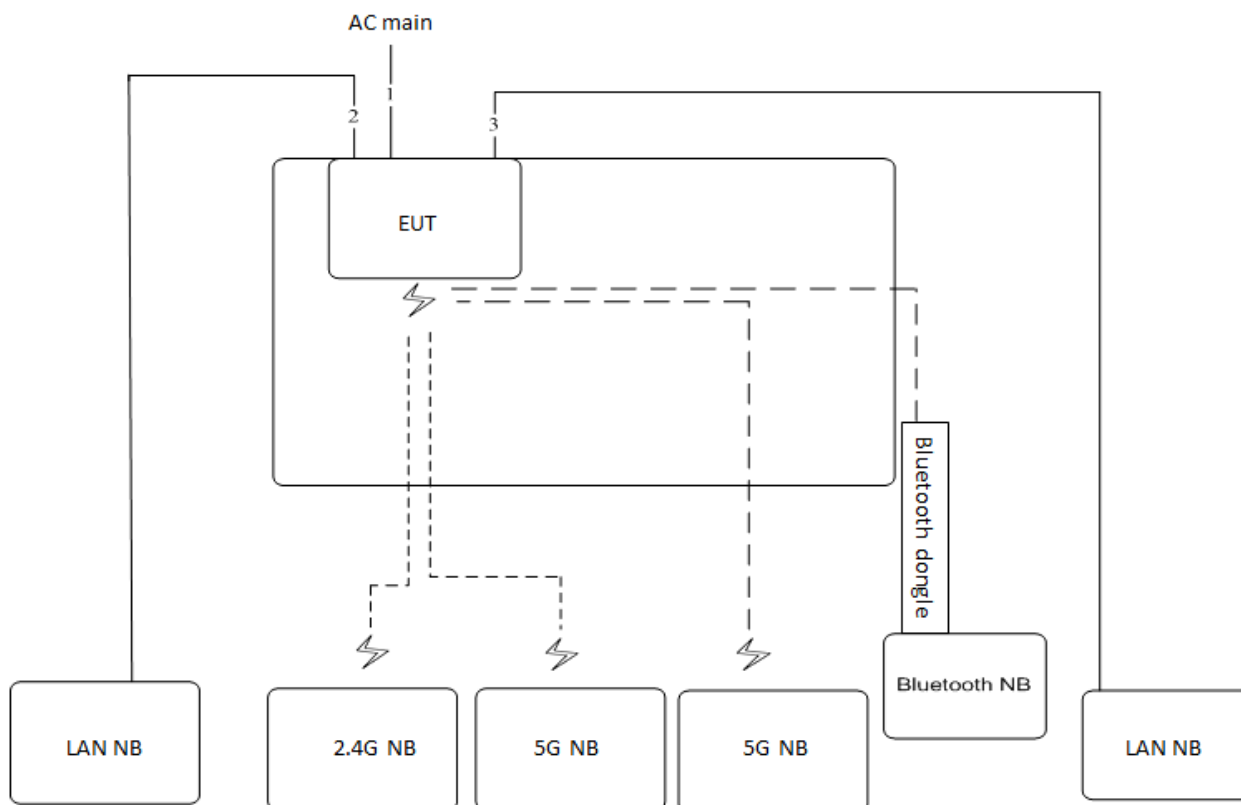 AC main
1
2
3
EUT
Bluetooth dongle
Bluetooth NB
LAN NB
2.4G NB
5G NB
5G NB
LAN NB